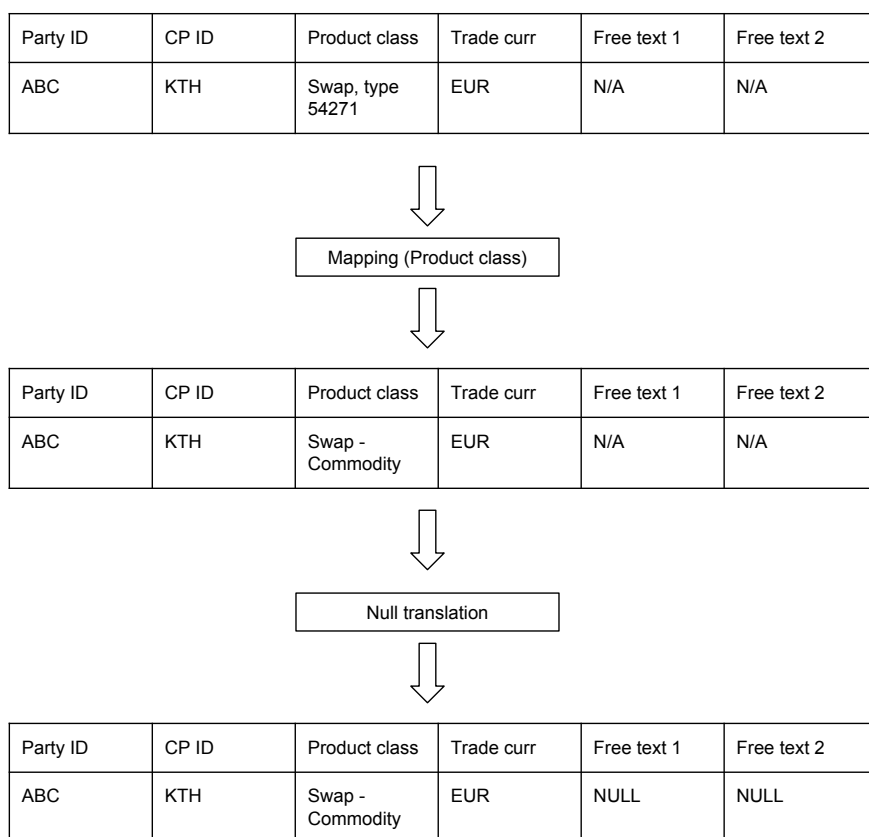 Party ID CP ID Product class Trade curr Free text 1 Free text 2
ABC KTH Swap, type EUR N/A N/A
54271
Mapping (Product class)
Party ID CP ID Product class Trade curr Free text 1 Free text 2
ABC KTH Swap - EUR N/A N/A
Commodity
Null translation
Party ID CP ID Product class Trade curr Free text 1 Free text 2
ABC KTH Swap - EUR NULL NULL
Commodity